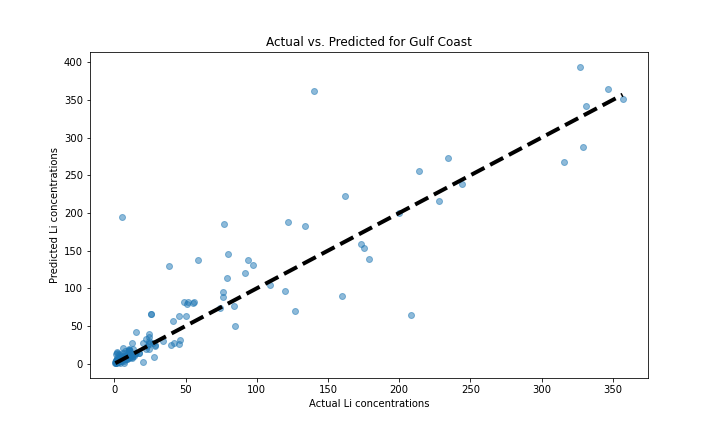 Actual vs. Predicted for Gulf Coast
400
350
300
250
200
150
100
50
0
Predicted Li concentrations
0 50 100 150 200 250 300 350
Actual Li concentrations